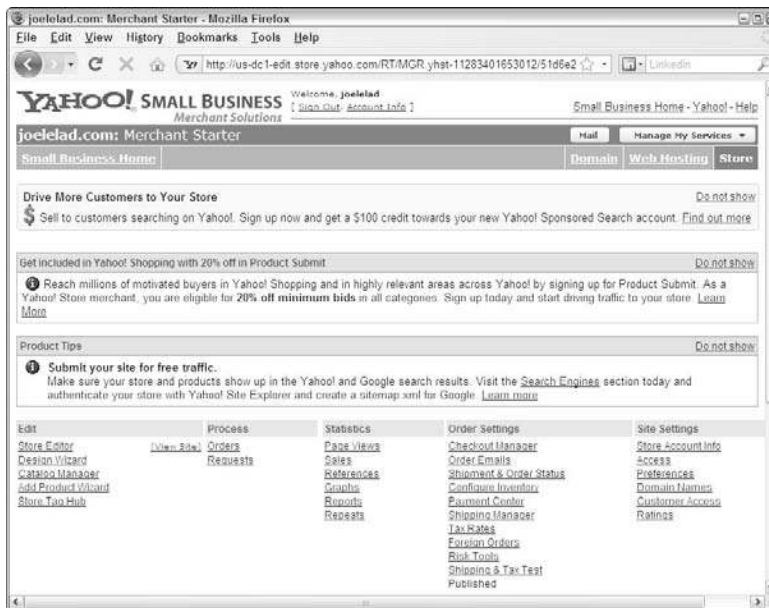 joelelad.com: Merchant Starter - Mozilla Firefox
File Edit View History Bookmarks Tools Help
http://us-dc1-edit.store.yahoo.com/RT/MGR.yhst-11283401653012/51d6e2
LinkedIn
YAHOO! SMALL BUSINESS
Merchant Solutions
Welcome, joelelad
[ Sign Out, Account Info ]
Small Business Home - Yahoo! - Help
joelelad.com: Merchant Starter
Mail Manage My Services
Small Business Home Domain Web Hosting Store
Drive More Customers to Your Store Do not show
$ Sell to customers searching on Yahoo!. Sign up now and get a $100 credit towards your new Yahoo! Sponsored Search account. Find out more
Get included in Yahoo! Shopping with 20% off in Product Submit Do not show
Reach millions of motivated buyers in Yahoo! Shopping and in highly relevant areas across Yahoo! by signing up for Product Submit. As a
Yahoo! Store merchant, you are eligible for 20% off minimum bids in all categories. Sign up today and start driving traffic to your store. Learn
More
Product Tips Do not show
Submit your site for free traffic.
Make sure your store and products show up in the Yahoo! and Google search results. Visit the Search Engines section today and
authenticate your store with Yahoo! Site Explorer and create a sitemap.xml for Google. Learn more
Edit Process Statistics Order Settings Site Settings
Store Editor [View Site] Orders Page Views Checkout Manager Store Account Info
Design Wizard Requests Sales Order Emails Access
Catalog Manager References Shipment & Order Status Preferences
Add Product Wizard Graphs Configure Inventory Domain Names
Store Tag Hub Reports Payment Center Customer Access
Repeats Shipping Manager Ratings
Tax Rates
Foreign Orders
Risk Tools
Shipping & Tax Test
Published